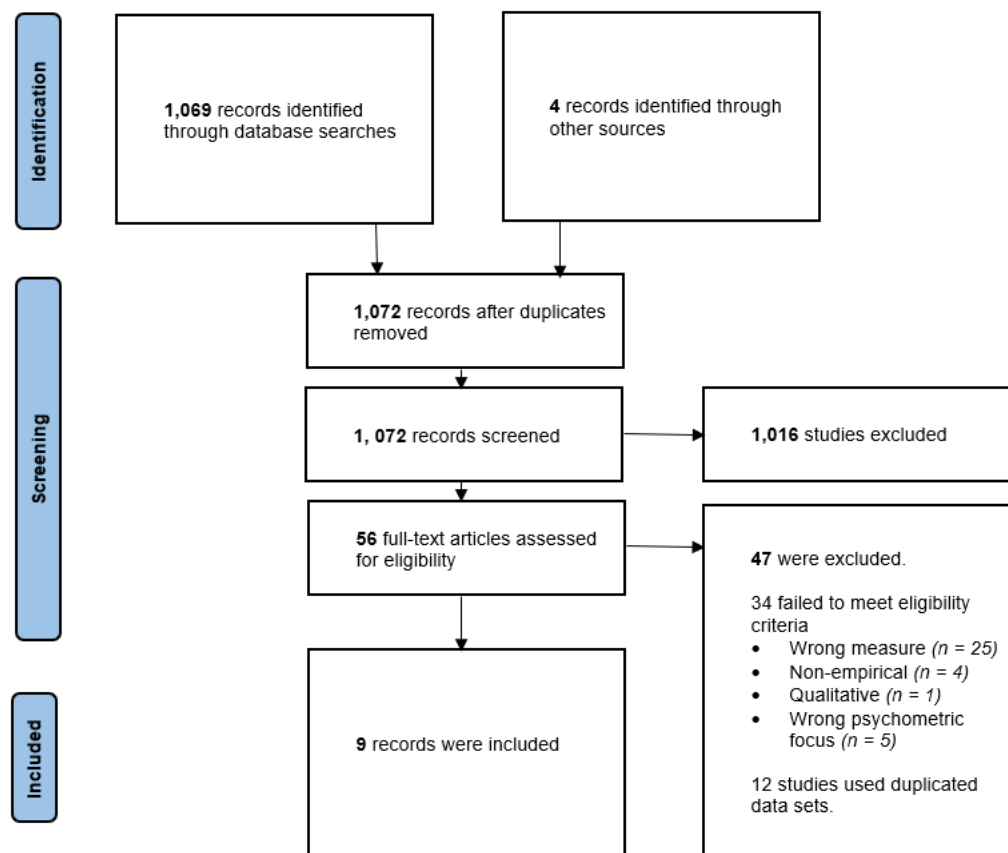 Identification
1,069 records identified
through database searches
4 records identified through
other sources
Screening
1,072 records after duplicates
removed
1, 072 records screened
1,016 studies excluded
56 full-text articles assessed
for eligibility
47 were excluded.
34 failed to meet eligibility
criteria
• Wrong measure (n = 25)
• Non-empirical (n = 4)
• Qualitative (n = 1)
• Wrong psychometric
focus (n = 5)
12 studies used duplicated
data sets.
Included
9 records were included